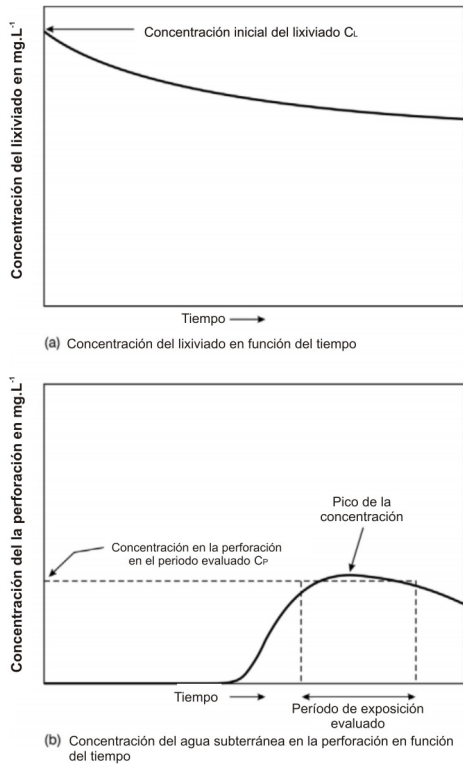 Concentración del lixiviado en mg.L⁻¹
Concentración inicial del lixiviado CL
Tiempo
(a) Concentración del lixiviado en función del tiempo
Concentración del la perforación en mg.L⁻¹
Pico de la
concentración
Concentración en la perforación
en el periodo evaluado CP
Tiempo
Período de exposición
evaluado
(b) Concentración del agua subterránea en la perforación en función
del tiempo